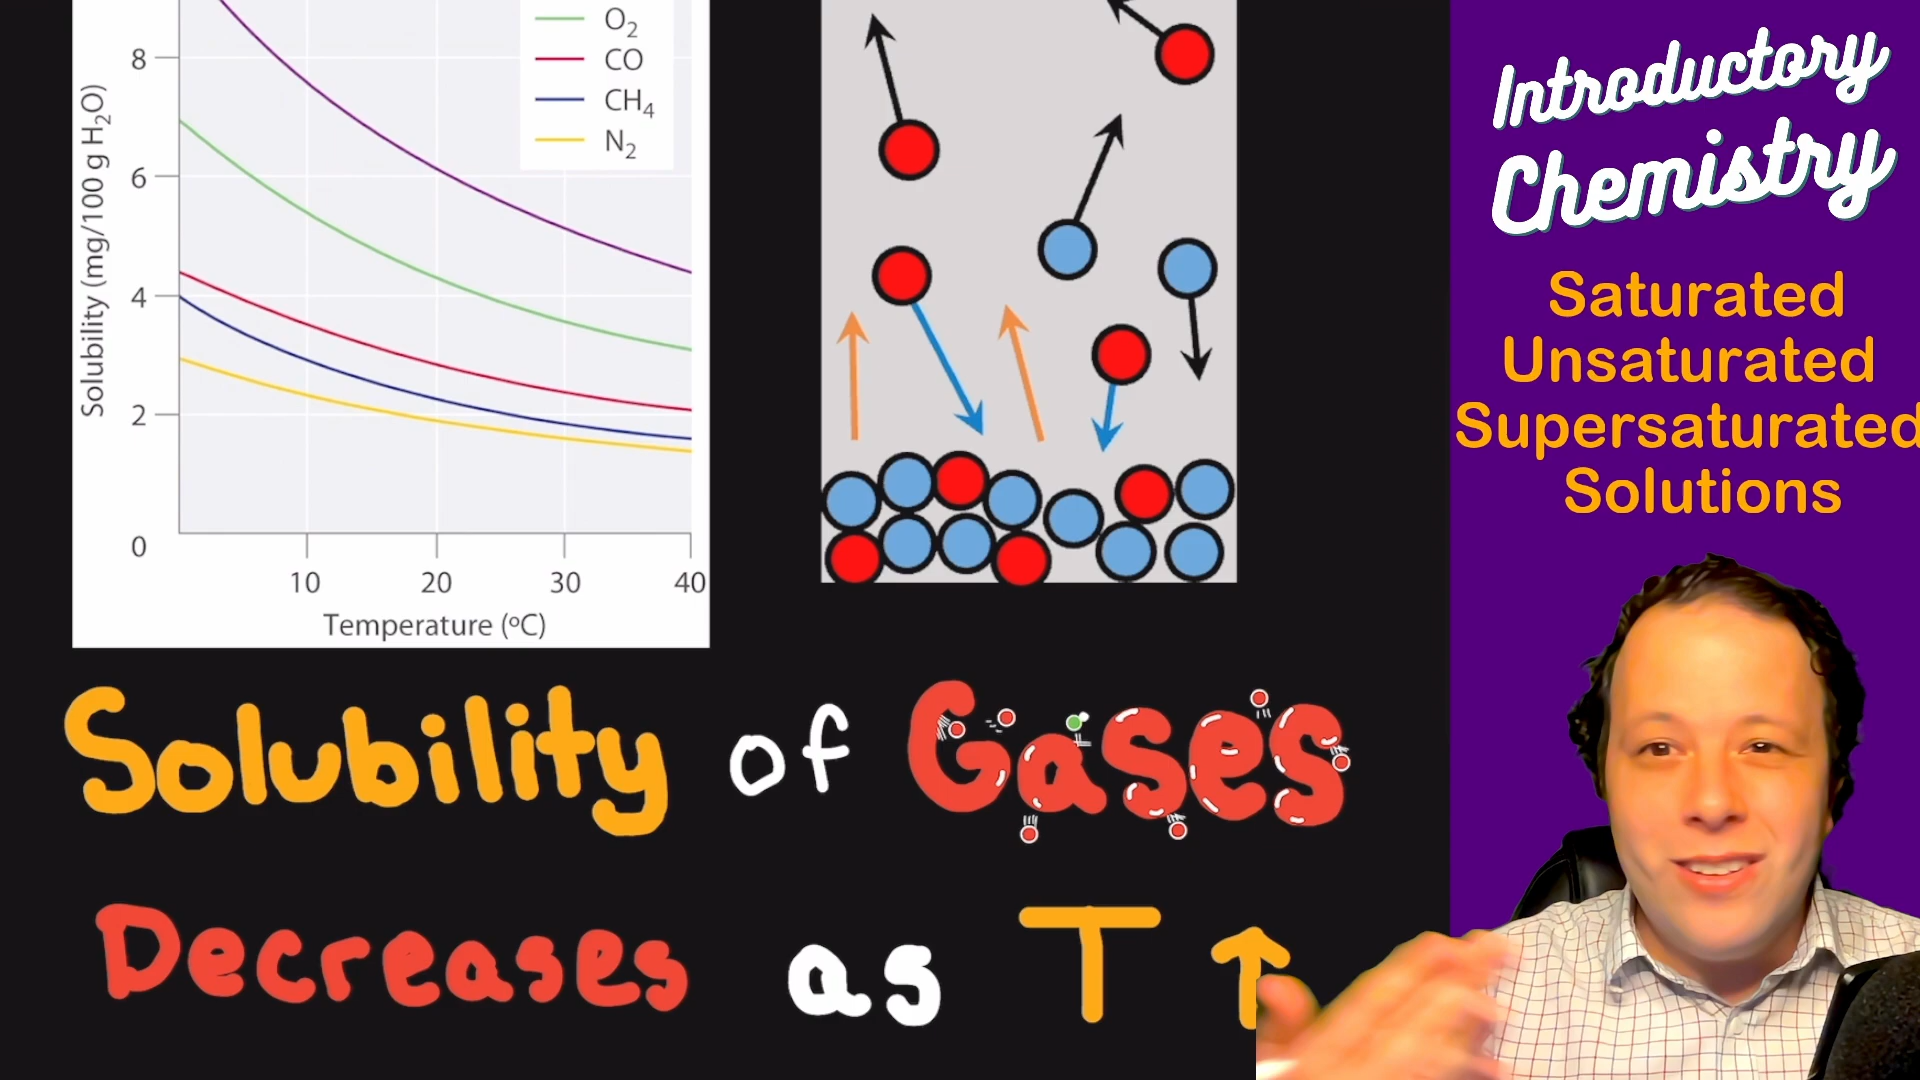 O₂
CO
CH₄
N₂
8
6
4
2
0
Solubility (mg/100 g H₂O)
10 20 30 40
Temperature (ºC)
Solubility of Gases
Decreases as T ↑
Introductory
Chemistry
Saturated
Unsaturated
Supersaturated
Solutions